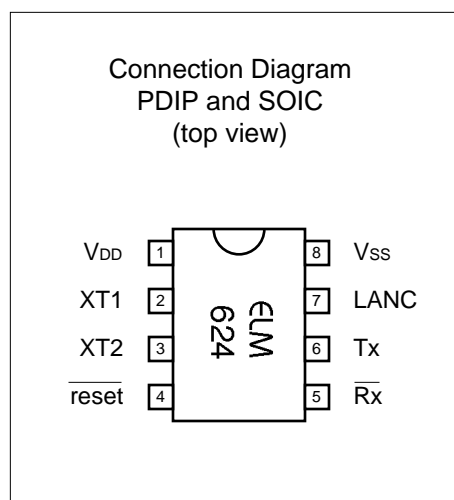 Connection Diagram
PDIP and SOIC
(top view)
VDD 1 8 VSS
XT1 2 7 LANC
XT2 3 6 Tx
reset 4 5 Rx
ELM
624